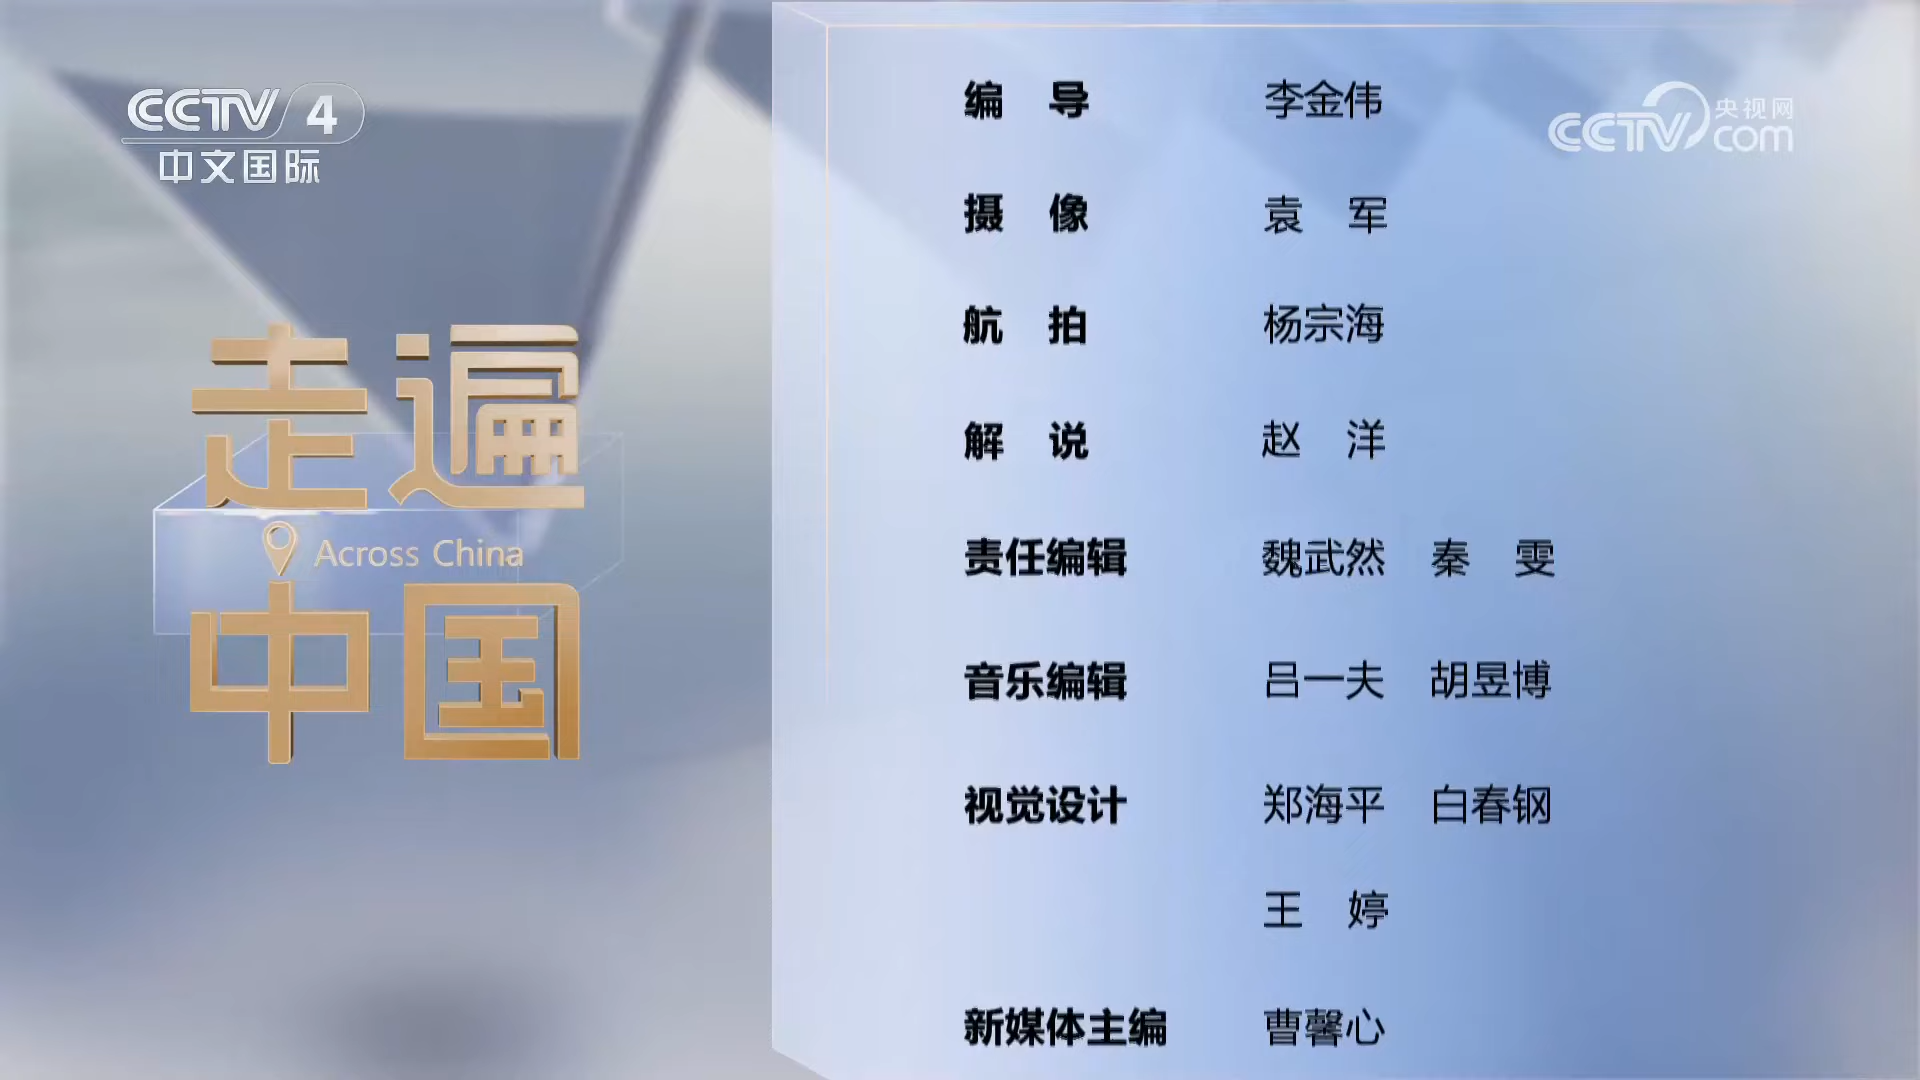 CCTV 4
中文国际
央视网
CCTV.com
走遍
Across China
中国
编 导 李金伟
摄 像 袁 军
航 拍 杨宗海
解 说 赵 洋
责任编辑 魏武然 秦 雯
音乐编辑 吕一夫 胡昱博
视觉设计 郑海平 白春钢
王 婷
新媒体主编 曹馨心